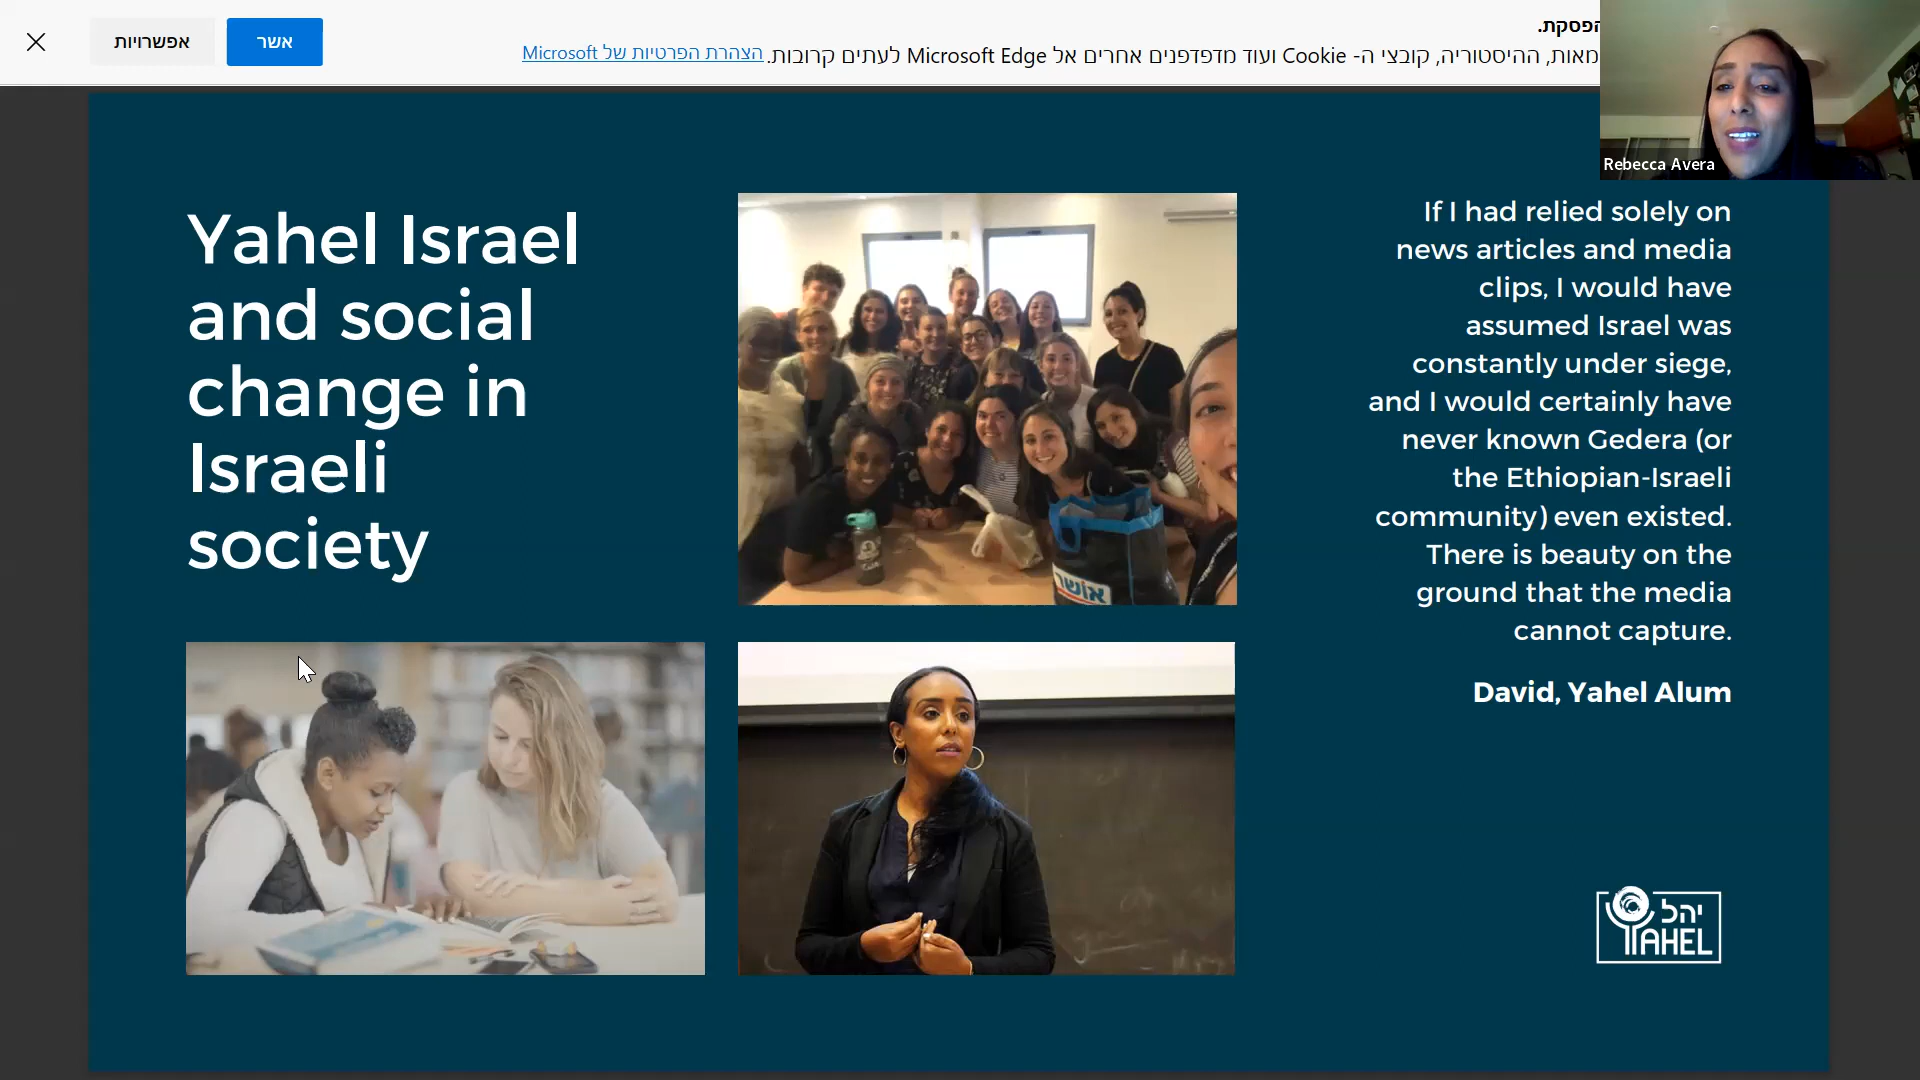 הפסקת.
מאות, ההיסטוריה, קובצי ה- Cookie ועוד מדפדפנים אחרים אל Microsoft Edge לעתים קרובות. הצהרת הפרטיות של Microsoft
אשר
אפשרויות
Rebecca Avera
Yahel Israel
and social
change in
Israeli
society
אושר
If I had relied solely on
news articles and media
clips, I would have
assumed Israel was
constantly under siege,
and I would certainly have
never known Gedera (or
the Ethiopian-Israeli
community) even existed.
There is beauty on the
ground that the media
cannot capture.
David, Yahel Alum
יהל
YAHEL